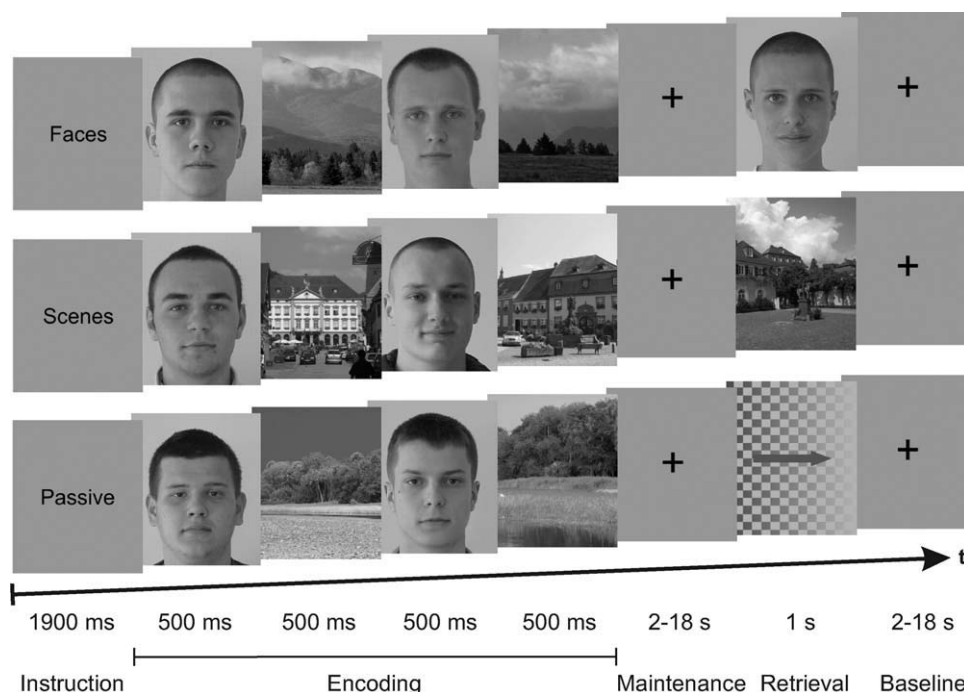 Faces
Scenes
Passive
t
1900 ms 500 ms 500 ms 500 ms 500 ms 2-18 s 1 s 2-18 s
Instruction Encoding Maintenance Retrieval Baseline